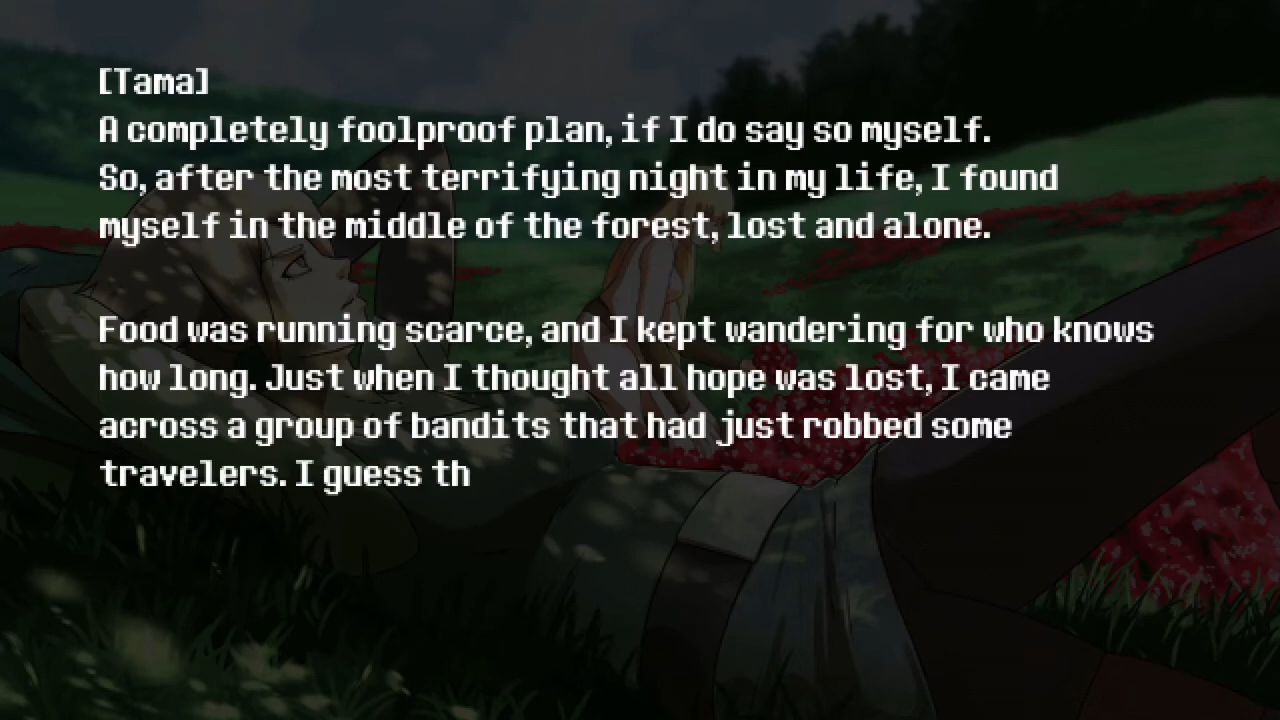 [Tama]
A completely foolproof plan, if I do say so myself.
So, after the most terrifying night in my life, I found
myself in the middle of the forest, lost and alone.
Food was running scarce, and I kept wandering for who knows
how long. Just when I thought all hope was lost, I came
across a group of bandits that had just robbed some
travelers. I guess th